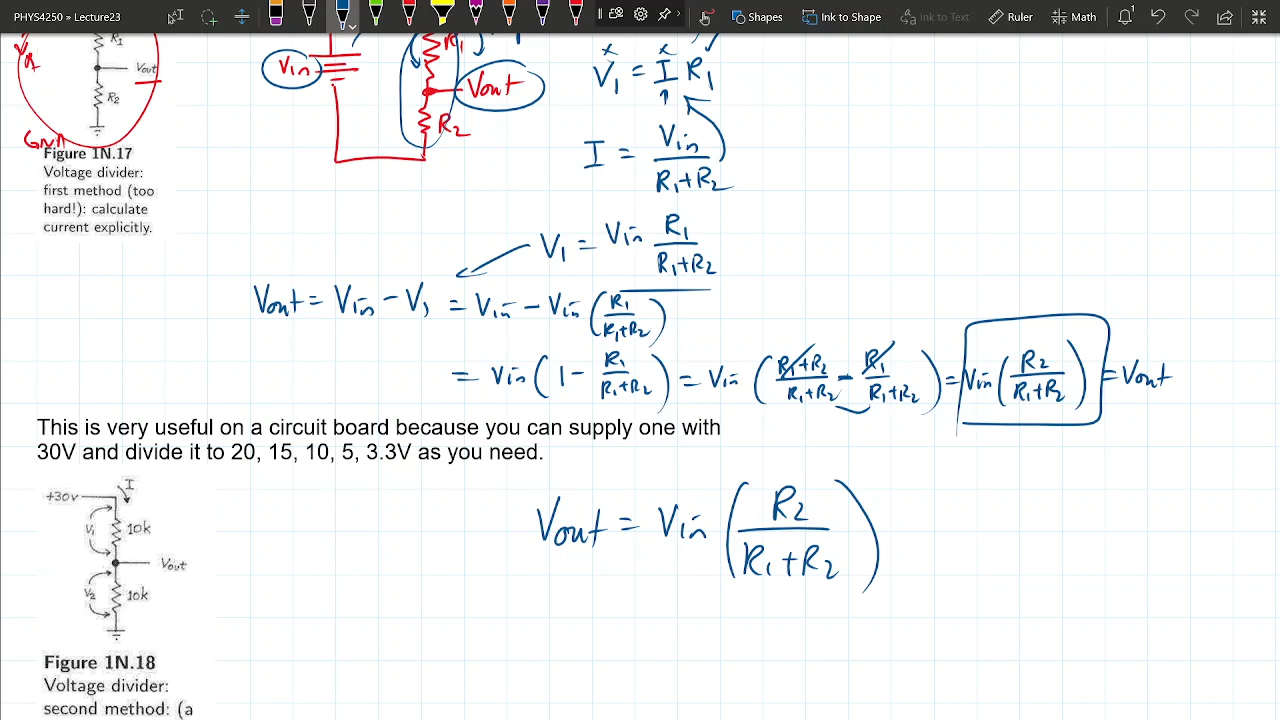 PHYS4250 » Lecture23
Shapes
Ink to Shape
Ink to Text
Ruler
Math
R1
Vout
R2
GND
Figure 1N.17
Voltage divider:
first method (too
hard!): calculate
current explicitly.
Vin
R1
Vout
R2
V1 = I R1
I = Vin / (R1+R2)
V1 = Vin R1 / (R1+R2)
Vout = Vin - V1 = Vin - Vin (R1 / (R1+R2))
= Vin (1 - R1 / (R1+R2)) = Vin ((R1+R2) / (R1+R2) - R1 / (R1+R2)) = Vin (R2 / (R1+R2)) = Vout
This is very useful on a circuit board because you can supply one with
30V and divide it to 20, 15, 10, 5, 3.3V as you need.
I
+30V
V1
10k
Vout
V2
10k
Vout = Vin (R2 / (R1+R2))
Figure 1N.18
Voltage divider:
second method: (a